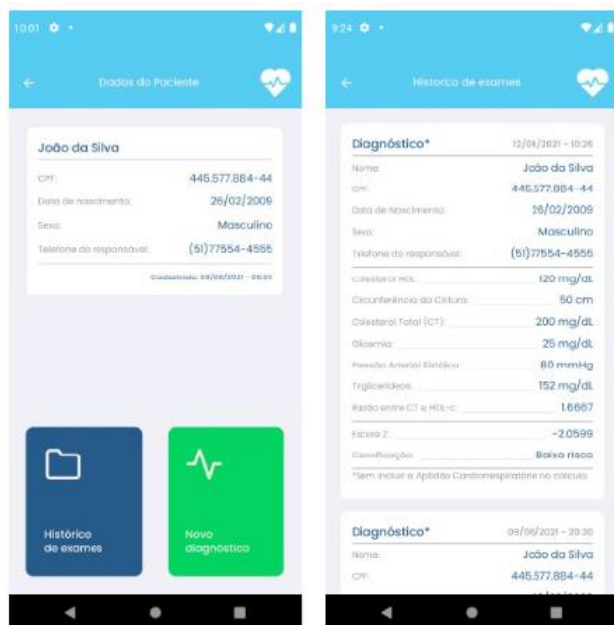 10:01
Dados do Paciente
João da Silva
CPF: 445.577.884-44
Data de nascimento: 26/02/2009
Sexo: Masculino
Telefone do responsável: (51)77554-4555
Cadastrado:
Histórico
de exames
Novo
diagnóstico
9:24
Historico de exames
Diagnóstico* 12/06/2021 - 10:26
Nome: João da Silva
CPF: 445.577.884-44
Data de Nascimento: 26/02/2009
Sexo: Masculino
Telefone do responsável: (51)77554-4555
Colesterol HDL: 120 mg/dL
Circunferência da Cintura: 50 cm
Colesterol Total (CT): 200 mg/dL
Glicemia: 25 mg/dL
Pressão Arterial Sistólica: 80 mmHg
Triglicerídeos: 152 mg/dL
Razão entre CT e HDL-c: 1.6667
Escore Z: -2.0599
Classificação: Baixo risco
*Sem incluir a Aptidão Cardiorrespiratória no cálculo.
Diagnóstico* 09/06/2021 - 20:30
Nome: João da Silva
CPF: 445.577.884-44